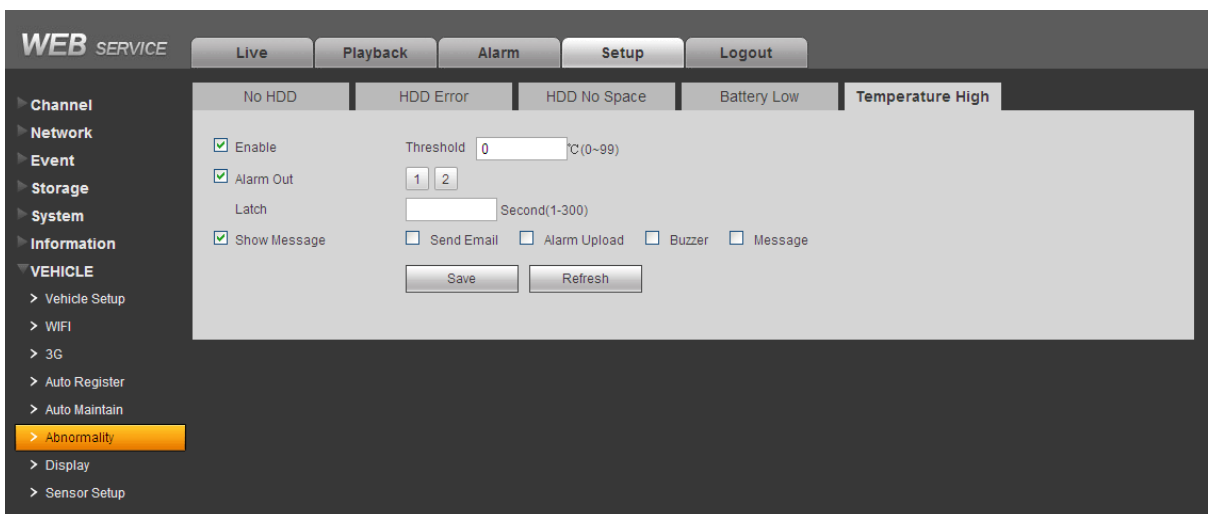 WEB SERVICE
Live Playback Alarm Setup Logout
No HDD HDD Error HDD No Space Battery Low Temperature High
Channel
Network
Event
Storage
System
Information
VEHICLE
Vehicle Setup
WIFI
3G
Auto Register
Auto Maintain
Abnormality
Display
Sensor Setup
Enable Threshold 0 ℃(0~99)
Alarm Out 1 2
Latch Second(1-300)
Show Message Send Email Alarm Upload Buzzer Message
Save Refresh